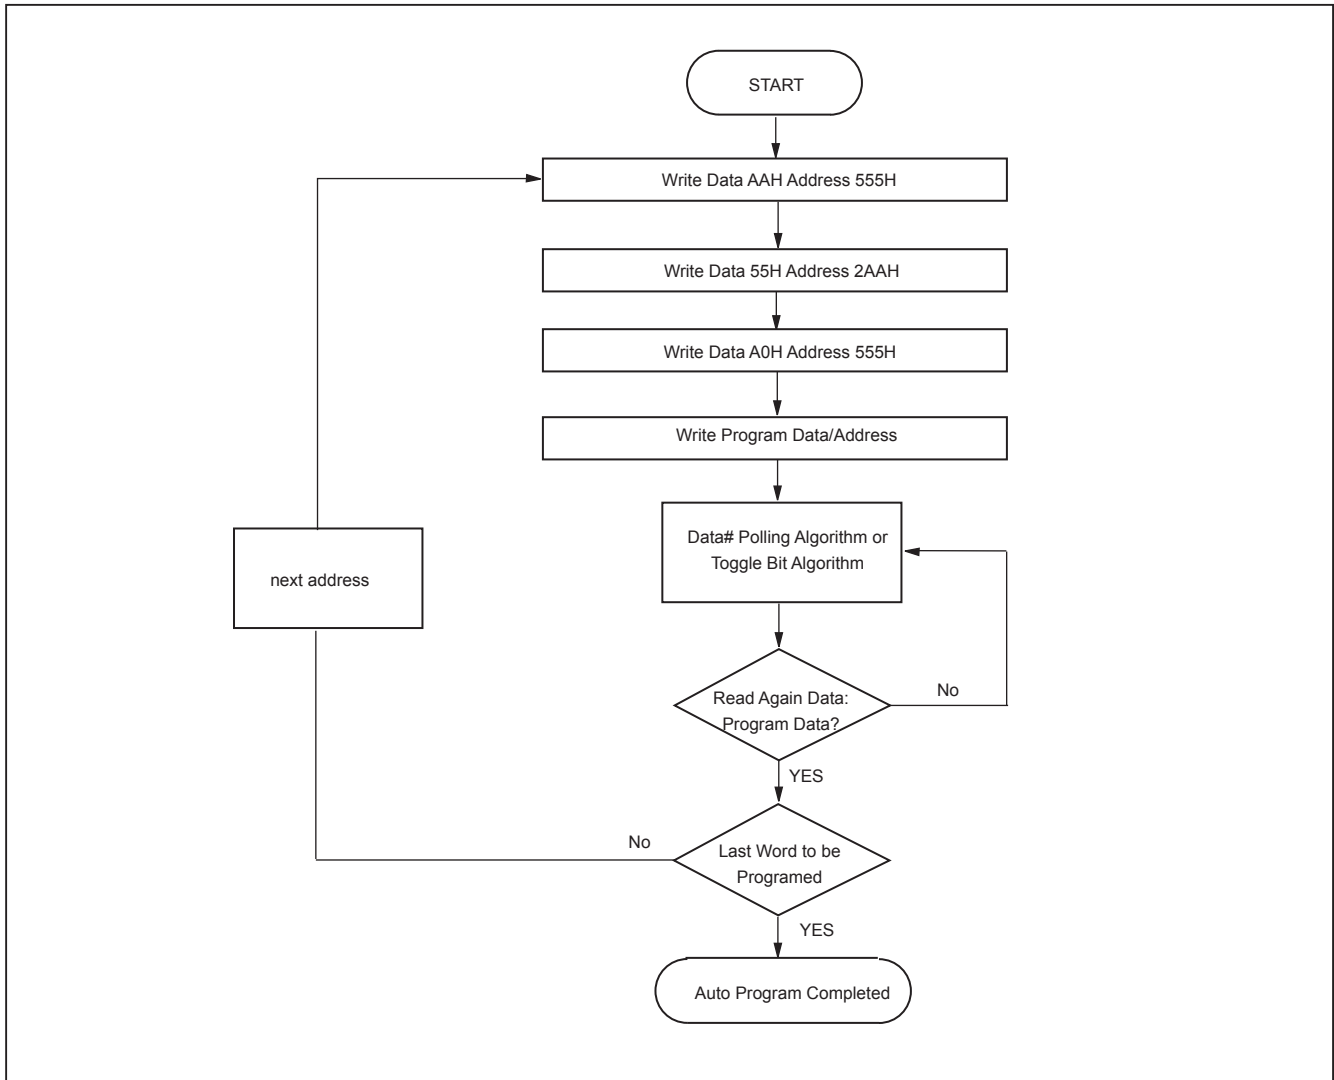 START
Write Data AAH Address 555H
Write Data 55H Address 2AAH
Write Data A0H Address 555H
Write Program Data/Address
Data# Polling Algorithm or
Toggle Bit Algorithm
next address
Read Again Data:
Program Data?
No
YES
No
Last Word to be
Programed
YES
Auto Program Completed